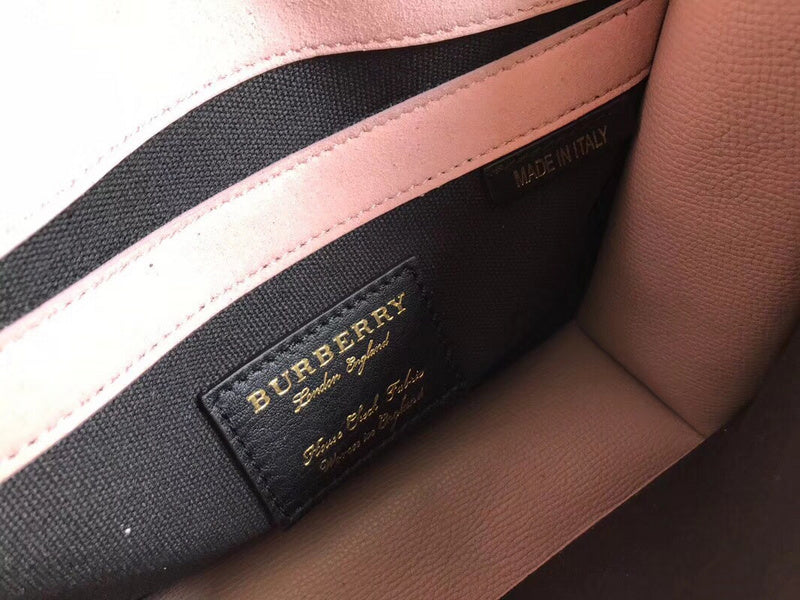 MADE IN ITALY
BURBERRY
London England
House Check Fabric
Woven in England